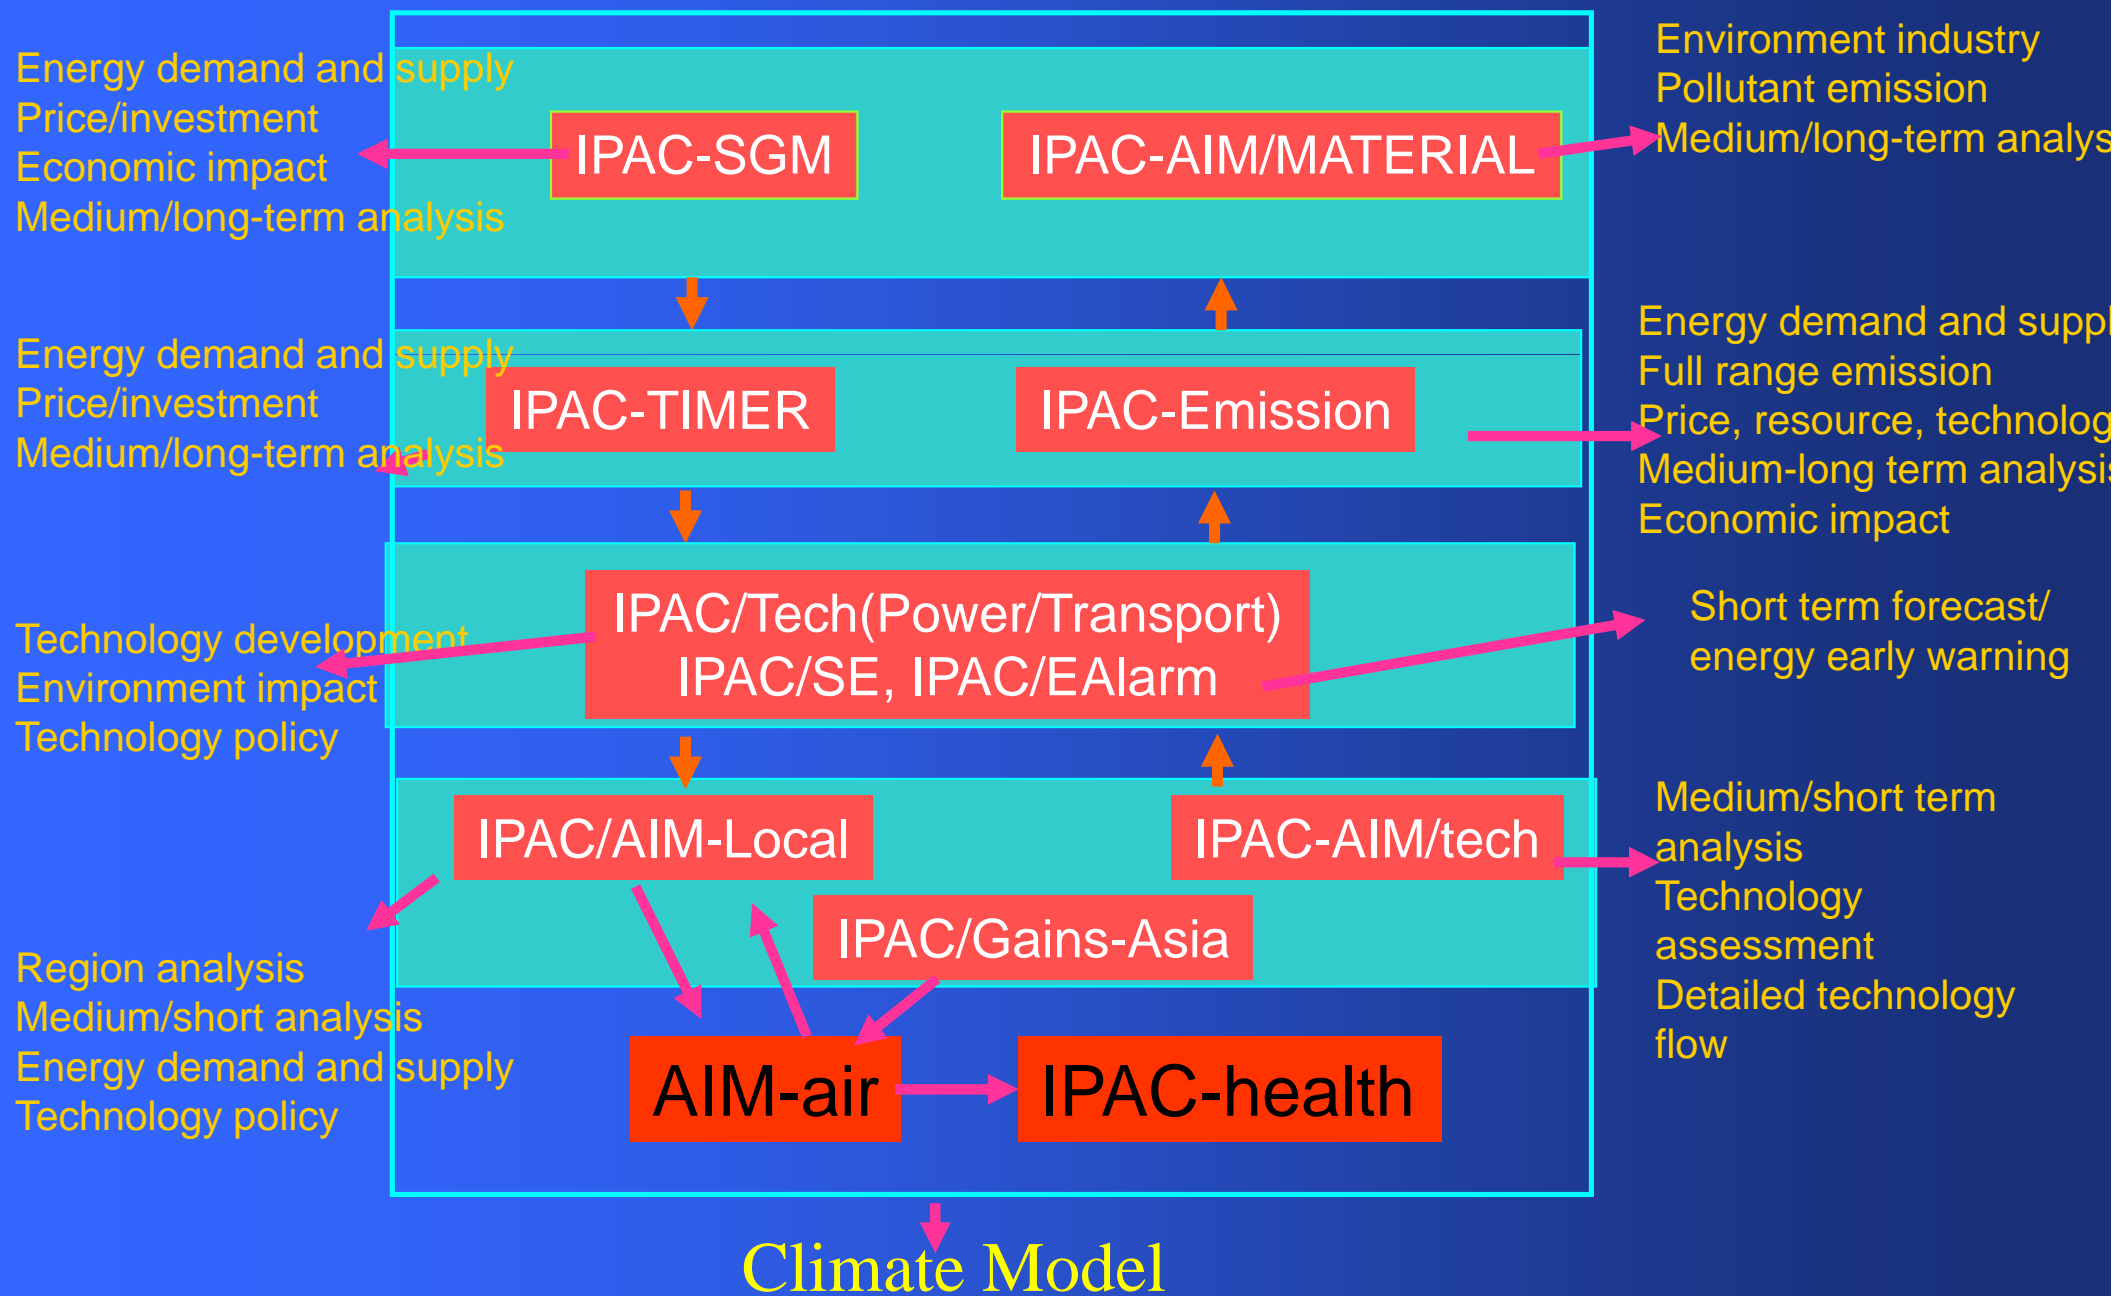 Energy demand and supply
Price/investment
Economic impact
Medium/long-term analysis
IPAC-SGM
IPAC-AIM/MATERIAL
Environment industry
Pollutant emission
Medium/long-term analys
Energy demand and supply
Price/investment
Medium/long-term analysis
IPAC-TIMER
IPAC-Emission
Energy demand and suppl
Full range emission
Price, resource, technolog
Medium-long term analysis
Economic impact
Technology development
Environment impact
Technology policy
IPAC/Tech(Power/Transport)
IPAC/SE, IPAC/EAlarm
Short term forecast/
energy early warning
IPAC/AIM-Local
IPAC-AIM/tech
IPAC/Gains-Asia
Medium/short term
analysis
Technology
assessment
Detailed technology
flow
Region analysis
Medium/short analysis
Energy demand and supply
Technology policy
AIM-air
IPAC-health
Climate Model